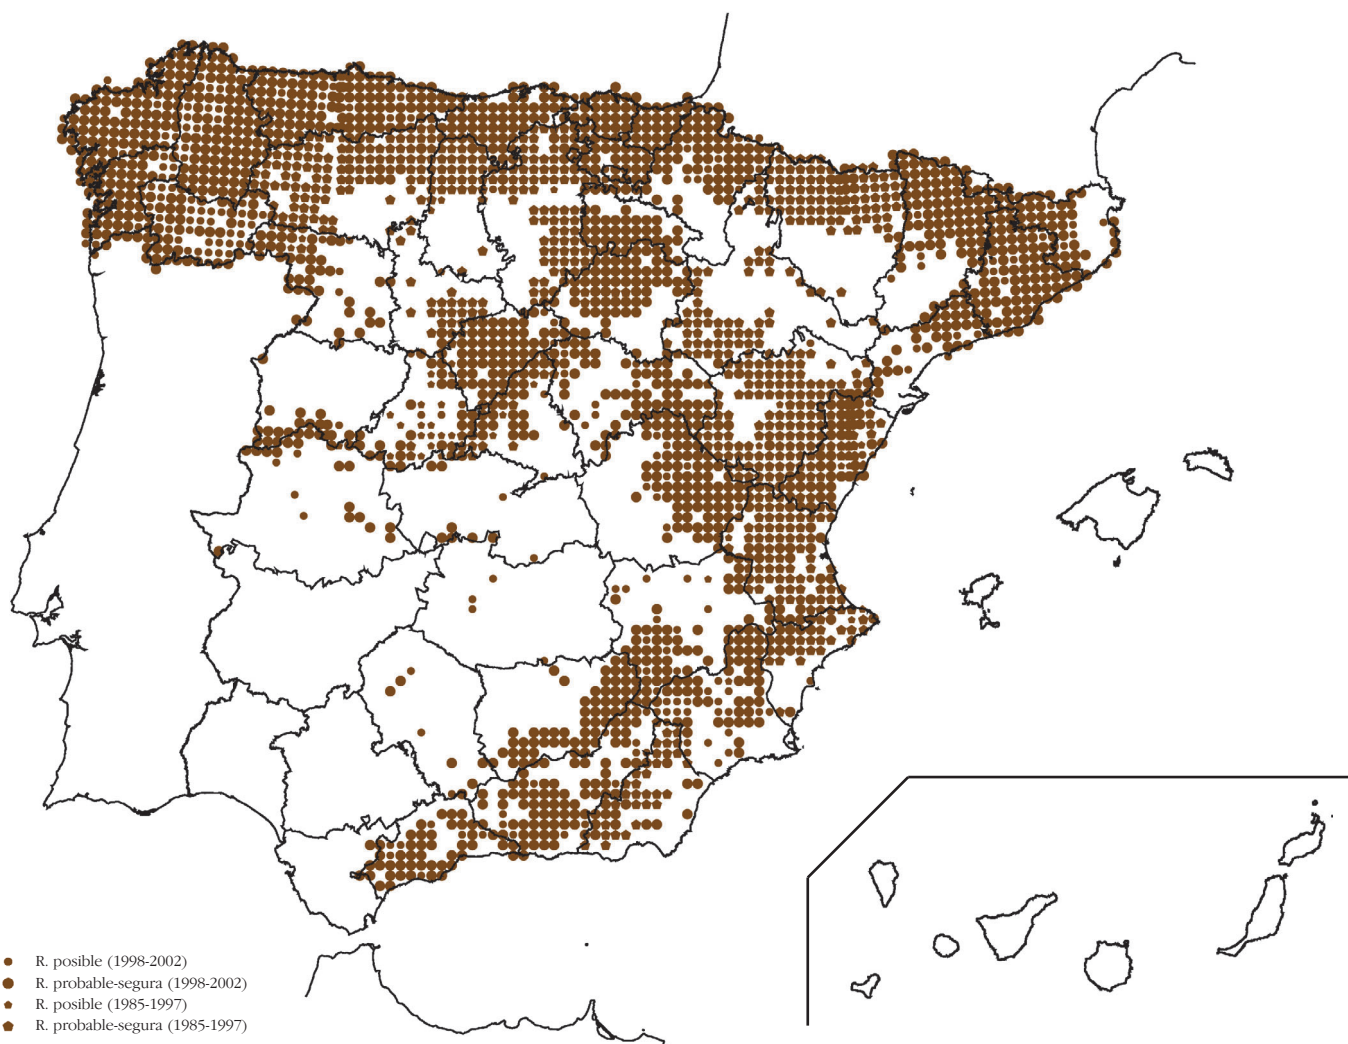 R. posible (1998-2002)
R. probable-segura (1998-2002)
R. posible (1985-1997)
R. probable-segura (1985-1997)